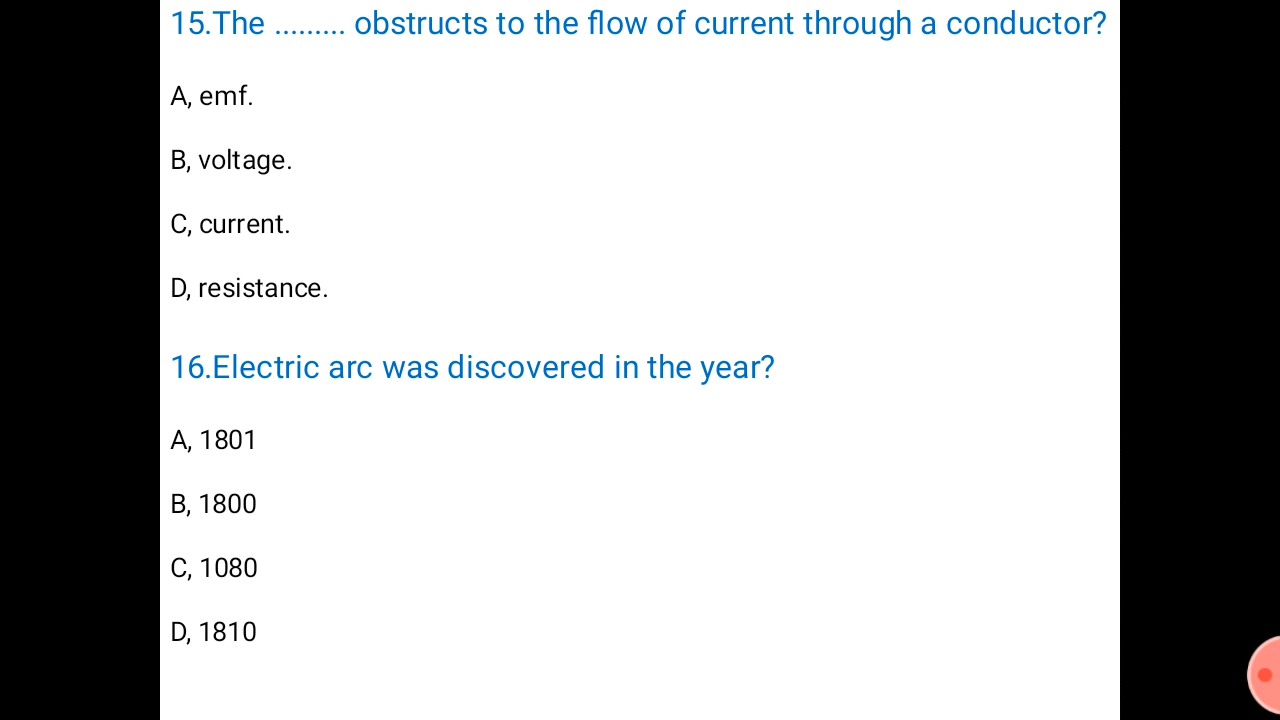 15.The ......... obstructs to the flow of current through a conductor?
A, emf.
B, voltage.
C, current.
D, resistance.
16.Electric arc was discovered in the year?
A, 1801
B, 1800
C, 1080
D, 1810